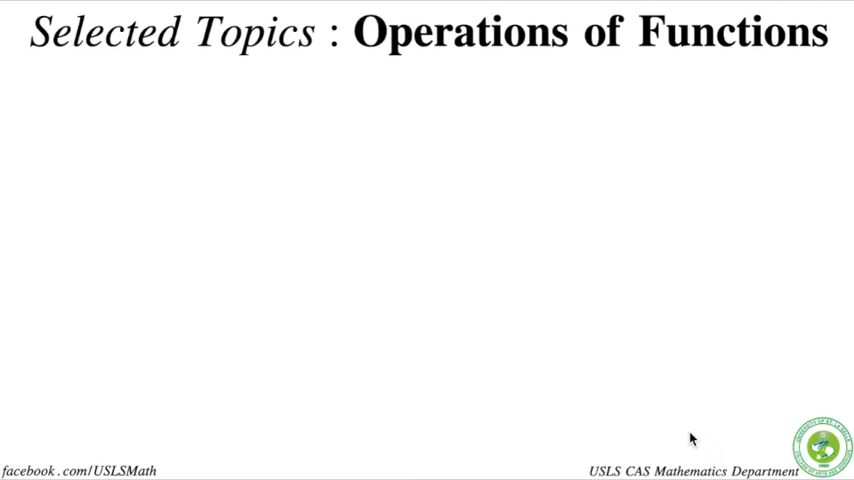 Selected Topics : Operations of Functions
facebook.com/USLSMath
USLS CAS Mathematics Department